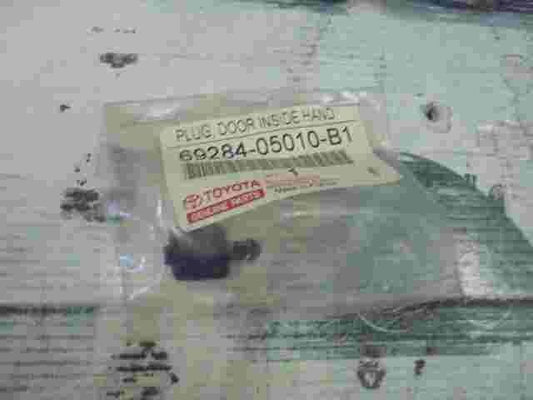 PLUG, DOOR INSIDE HAND
69284-05010-B1
TOYOTA
GENUINE PARTS